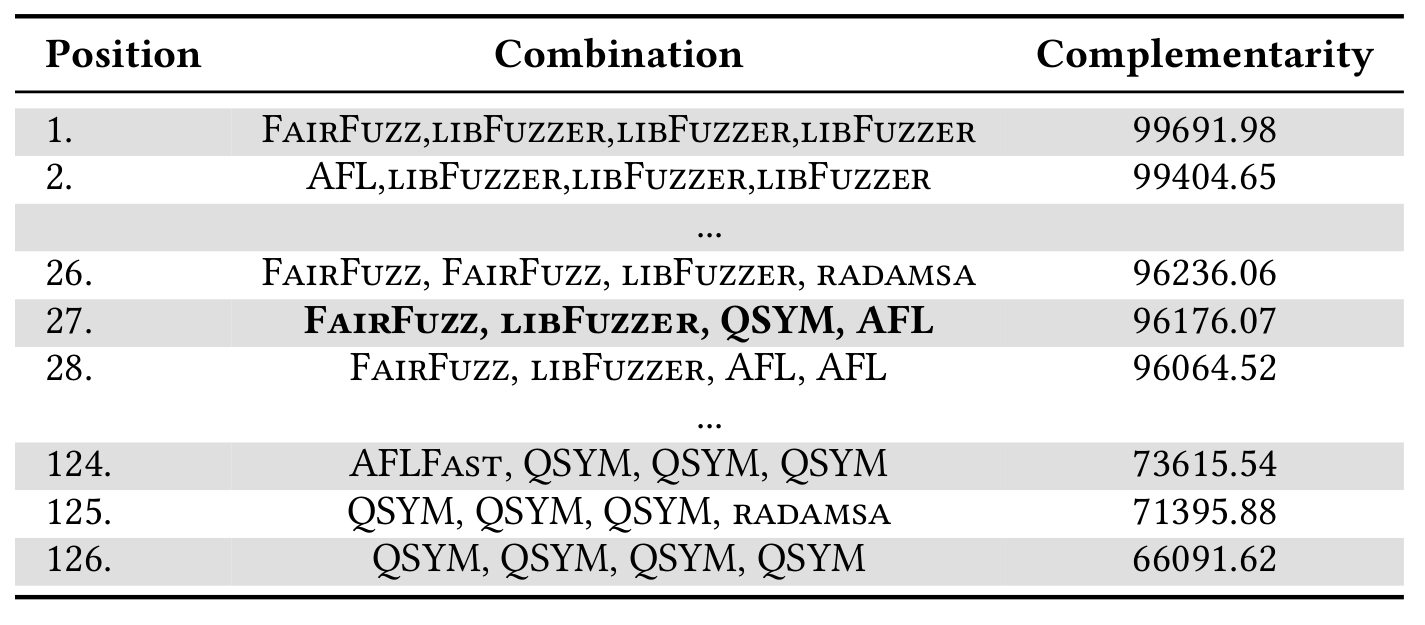 Position Combination Complementarity
1. FairFuzz,libFuzzer,libFuzzer,libFuzzer 99691.98
2. AFL,libFuzzer,libFuzzer,libFuzzer 99404.65
...
26. FairFuzz, FairFuzz, libFuzzer, radamsa 96236.06
27. FairFuzz, libFuzzer, QSYM, AFL 96176.07
28. FairFuzz, libFuzzer, AFL, AFL 96064.52
...
124. AFLFast, QSYM, QSYM, QSYM 73615.54
125. QSYM, QSYM, QSYM, radamsa 71395.88
126. QSYM, QSYM, QSYM, QSYM 66091.62